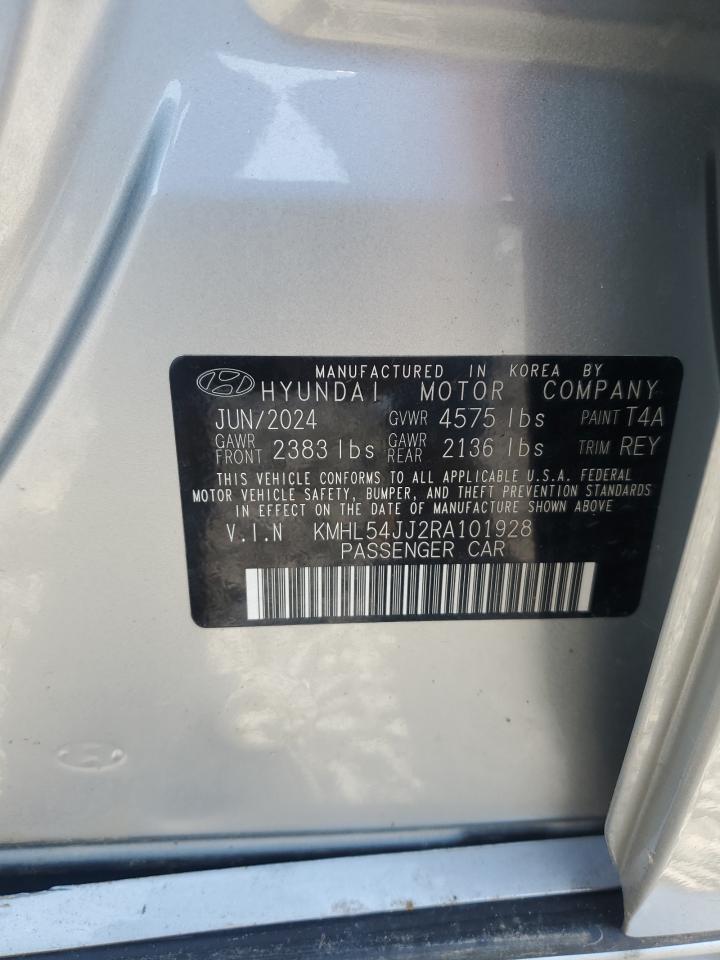 MANUFACTURED IN KOREA BY
HYUNDAI MOTOR COMPANY
JUN/2024 GVWR 4575 lbs PAINT T4A
GAWR FRONT 2383 lbs GAWR REAR 2136 lbs TRIM REY
THIS VEHICLE CONFORMS TO ALL APPLICABLE U.S.A. FEDERAL
MOTOR VEHICLE SAFETY, BUMPER, AND THEFT PREVENTION STANDARDS
IN EFFECT ON THE DATE OF MANUFACTURE SHOWN ABOVE
V.I.N KMHL54JJ2RA101928
PASSENGER CAR